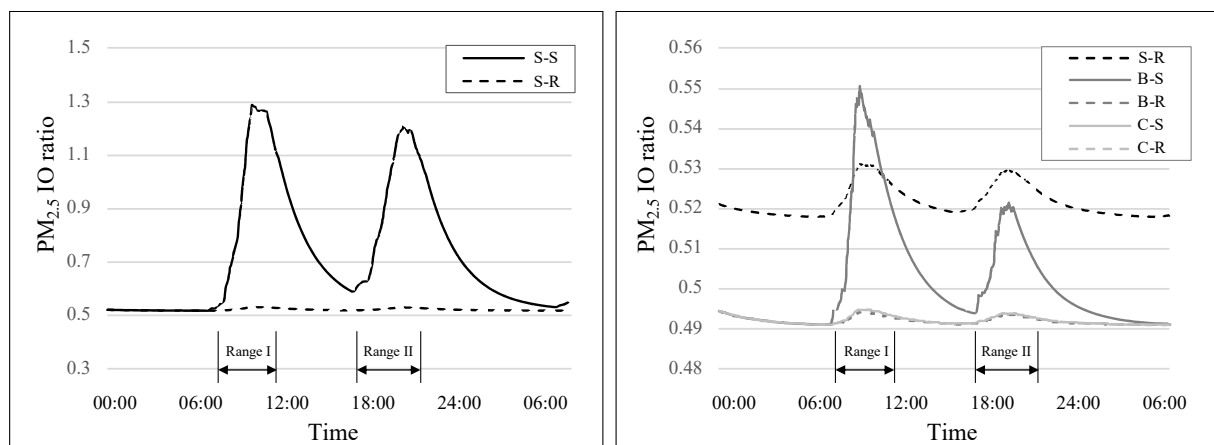 PM2.5 IO ratio
1.5
1.3
1.1
0.9
0.7
0.5
0.3
S-S
S-R
Range I
Range II
00:00 06:00 12:00 18:00 24:00 06:00
Time
PM2.5 IO ratio
0.56
0.55
0.54
0.53
0.52
0.51
0.5
0.49
0.48
S-R
B-S
B-R
C-S
C-R
Range I
Range II
00:00 06:00 12:00 18:00 24:00 06:00
Time